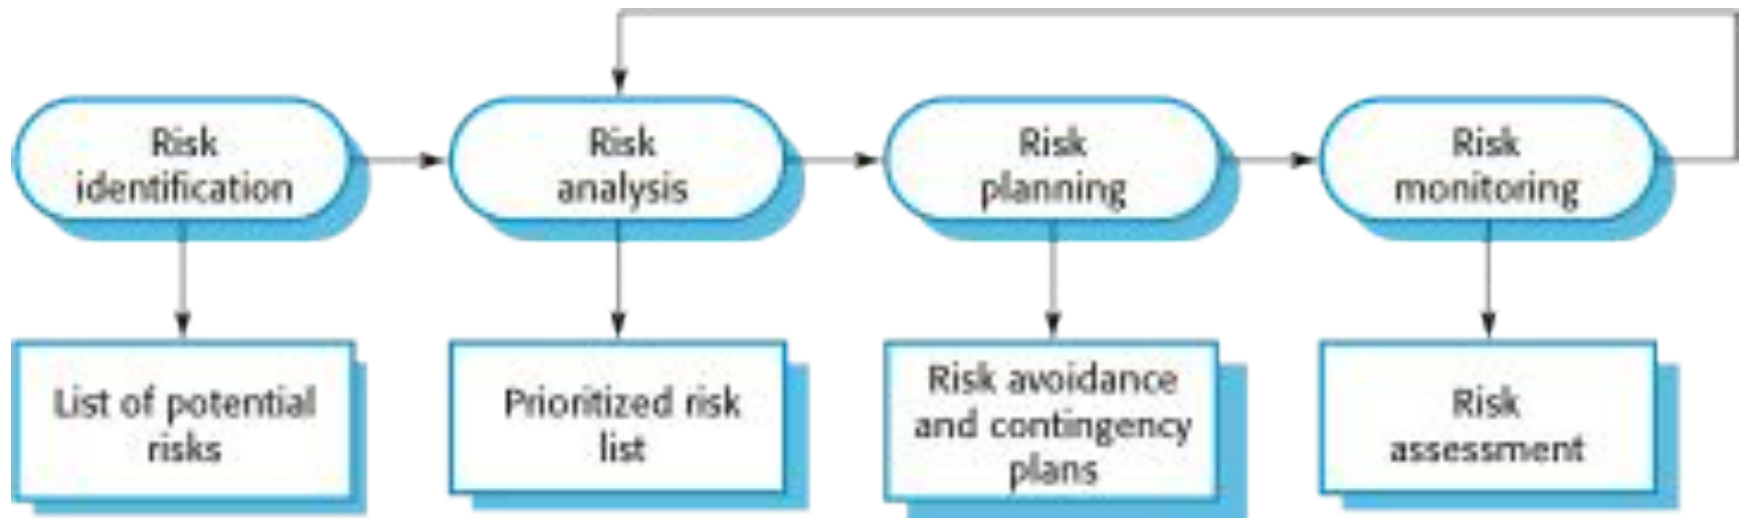 Risk
identification
Risk
analysis
Risk
planning
Risk
monitoring
List of potential
risks
Prioritized risk
list
Risk avoidance
and contingency
plans
Risk
assessment